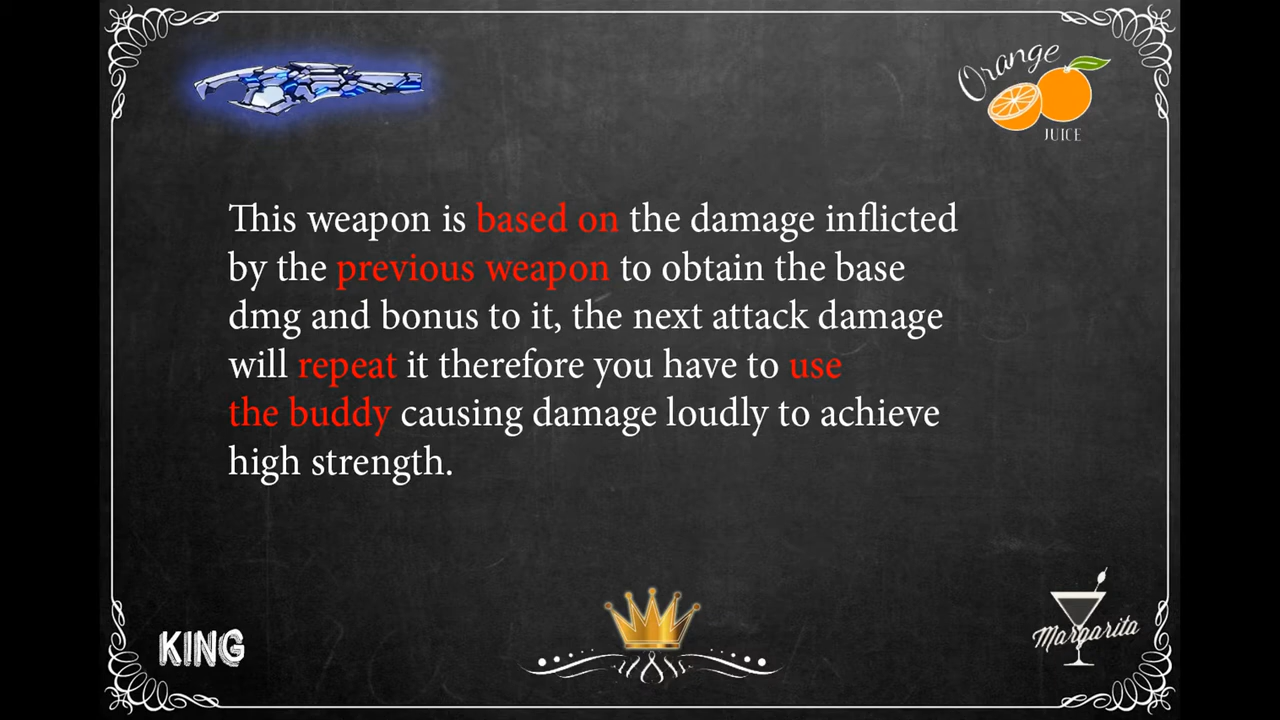 Orange
JUICE
This weapon is based on the damage inflicted
by the previous weapon to obtain the base
dmg and bonus to it, the next attack damage
will repeat it therefore you have to use
the buddy causing damage loudly to achieve
high strength.
KING
Margarita